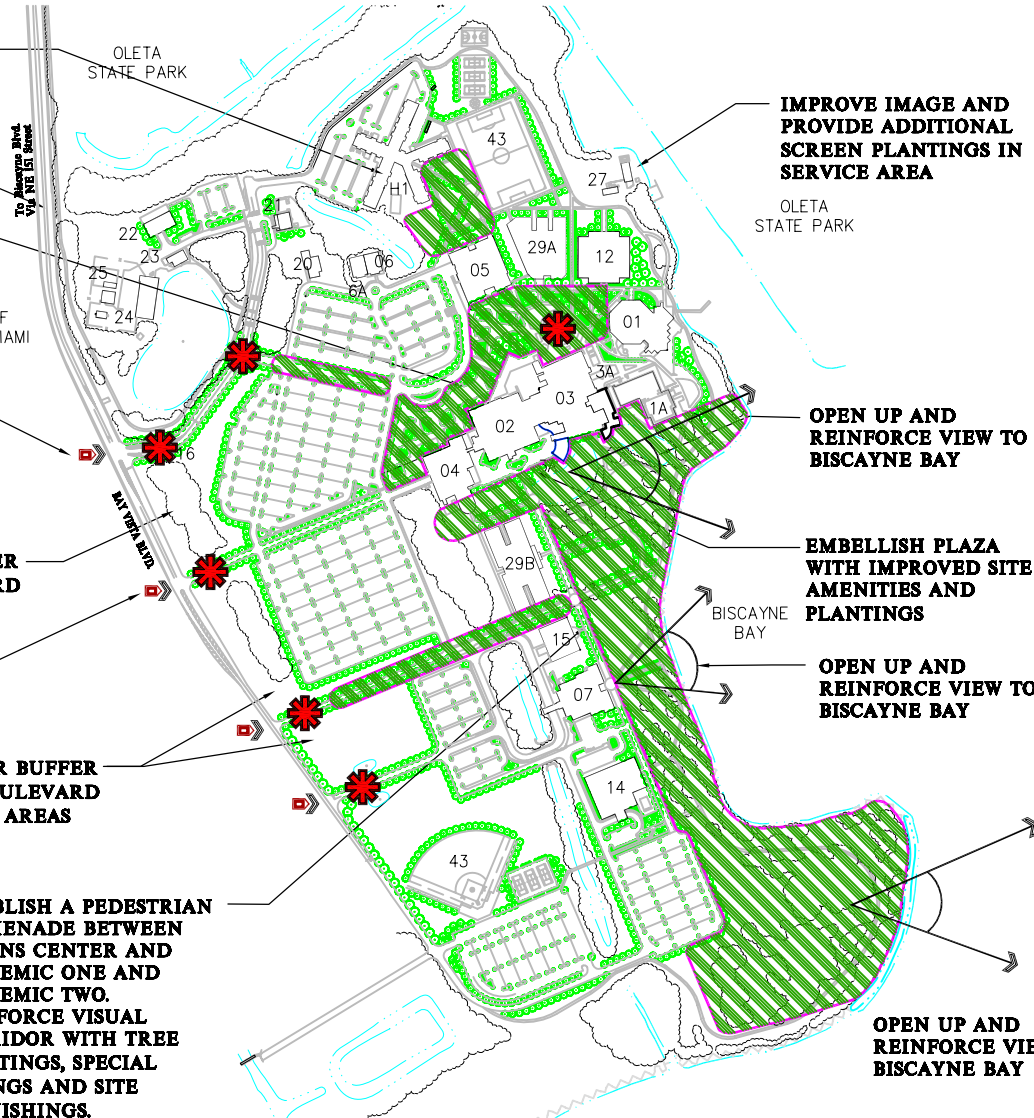 OLETA
STATE PARK
To Biscayne Blvd.
Via NE 151 Street
IMPROVE IMAGE AND
PROVIDE ADDITIONAL
SCREEN PLANTINGS IN
SERVICE AREA
OLETA
STATE PARK
43
27
H1
21
22
23
29A
12
20
06
6A
05
25
24
01
3A
03
1A
02
04
OPEN UP AND
REINFORCE VIEW TO
BISCAYNE BAY
BAY VISTA BLVD.
EMBELLISH PLAZA
WITH IMPROVED SITE
AMENITIES AND
PLANTINGS
29B
BISCAYNE
BAY
15
07
OPEN UP AND
REINFORCE VIEW TO
BISCAYNE BAY
R BUFFER
OULEVARD
AREAS
14
43
BLISH A PEDESTRIAN
MENADE BETWEEN
NS CENTER AND
EMIC ONE AND
EMIC TWO.
FORCE VISUAL
RIDOR WITH TREE
TINGS, SPECIAL
NGS AND SITE
NISHINGS.
OPEN UP AND
REINFORCE VIE
BISCAYNE BAY